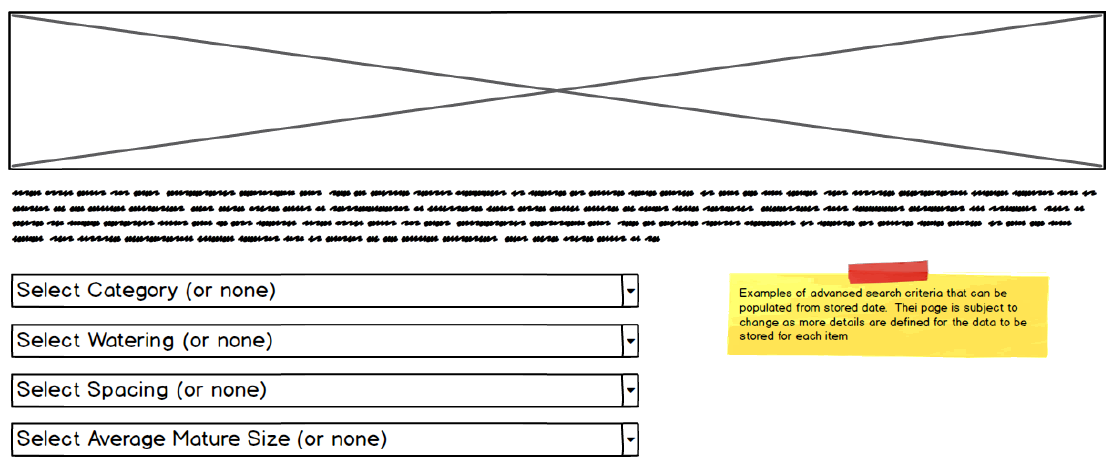 Select Category (or none)
Select Watering (or none)
Select Spacing (or none)
Select Average Mature Size (or none)
Examples of advanced search criteria that can be
populated from stored date.  Thei page is subject to
change as more details are defined for the data to be
stored for each item